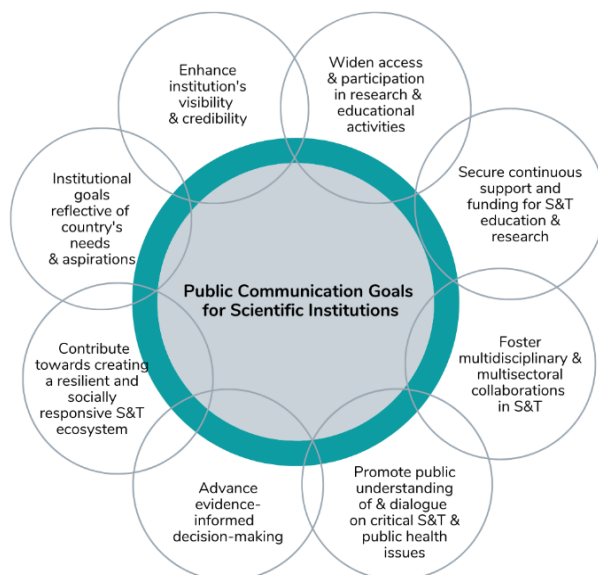 Public Communication Goals
for Scientific Institutions
Enhance
institution's
visibility
& credibility
Widen access
& participation
in research &
educational
activities
Secure continuous
support and
funding for S&T
education &
research
Foster
multidisciplinary &
multisectoral
collaborations
in S&T
Promote public
understanding
of & dialogue
on critical S&T &
public health
issues
Advance
evidence-
informed
decision-making
Contribute
towards creating
a resilient and
socially
responsive S&T
ecosystem
Institutional
goals
reflective of
country's
needs
& aspirations